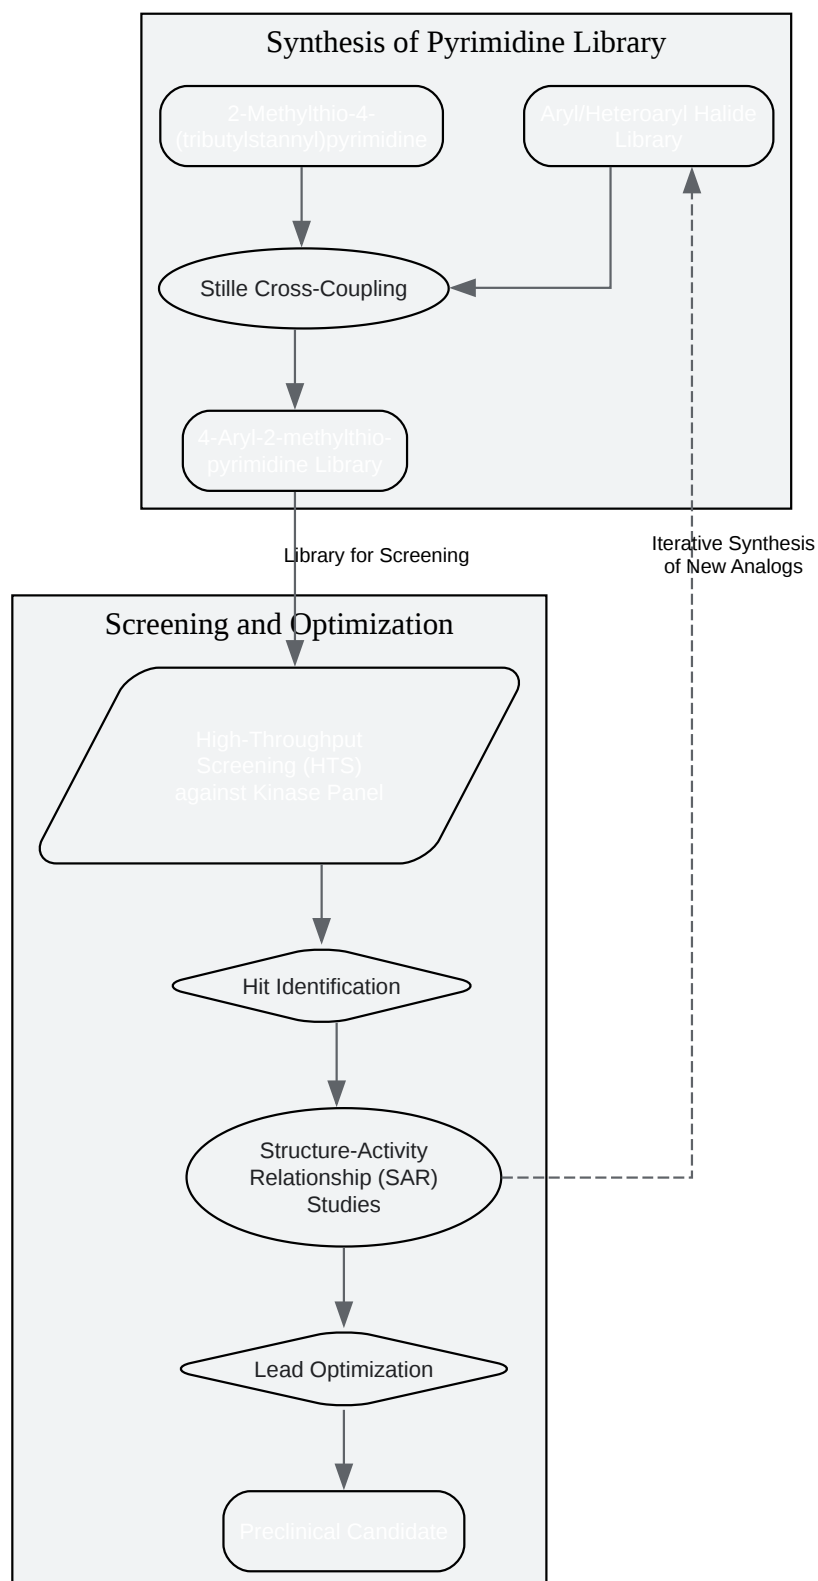 Synthesis of Pyrimidine Library
2-Methylthio-4-
(tributylstannyl)pyrimidine
Aryl/Heteroaryl Halide
Library
Stille Cross-Coupling
4-Aryl-2-methylthio-
pyrimidine Library
Library for Screening
Iterative Synthesis
of New Analogs
Screening and Optimization
High-Throughput
Screening (HTS)
against Kinase Panel
Hit Identification
Structure-Activity
Relationship (SAR)
Studies
Lead Optimization
Preclinical Candidate